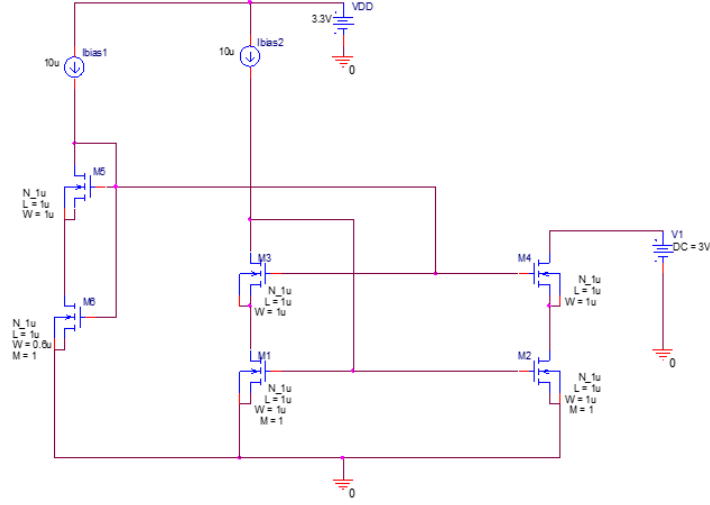 VDD
3.3V
0
Ibias1
10u
Ibias2
10u
M5
N_1u
L = 1u
W = 1u
M6
N_1u
L = 1u
W = 0.6u
M = 1
M3
N_1u
L = 1u
W = 1u
M4
N_1u
L = 1u
W = 1u
V1
DC = 3V
0
M1
N_1u
L = 1u
W = 1u
M = 1
M2
N_1u
L = 1u
W = 1u
M = 1
0